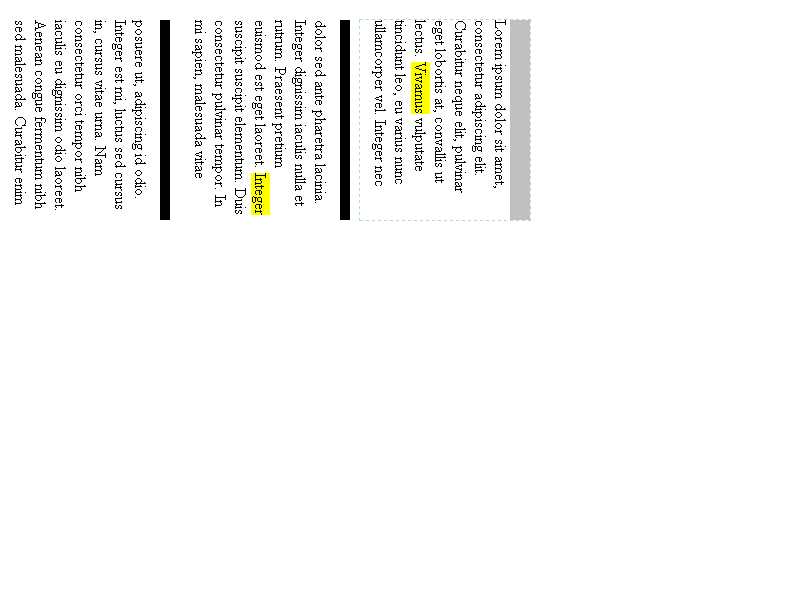 Lorem ipsum dolor sit amet,
consectetur adipiscing elit.
Curabitur neque elit, pulvinar
eget lobortis at, convallis ut
lectus. Vivamus vulputate
tincidunt leo, eu varius nunc
ullamcorper vel. Integer nec
dolor sed ante pharetra lacinia.
Integer dignissim iaculis nulla et
rutrum. Praesent pretium
euismod est eget laoreet. Integer
suscipit suscipit elementum. Duis
consectetur pulvinar tempor. In
mi sapien, malesuada vitae
posuere ut, adipiscing id odio.
Integer est mi, luctus sed cursus
in, cursus vitae urna. Nam
consectetur orci tempor nibh
iaculis eu dignissim odio laoreet.
Aenean congue fermentum nibh
sed malesuada. Curabitur enim